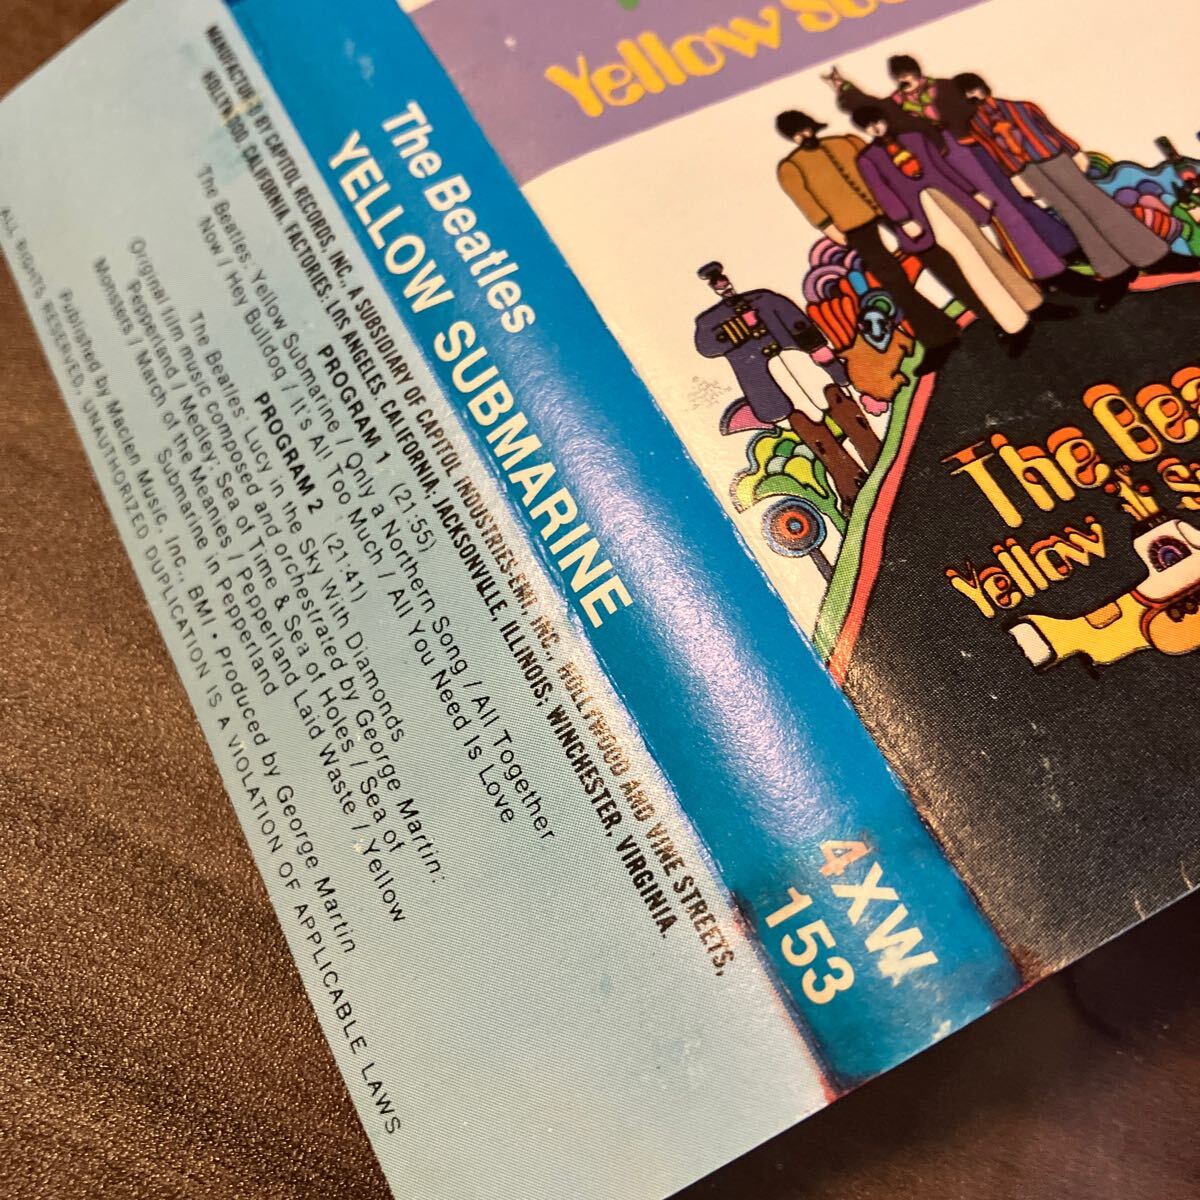 Yellow
The Bea
Yellow
The Beatles
YELLOW SUBMARINE
4XW
153
MANUFACTURED BY CAPITOL RECORDS, INC., A SUBSIDIARY OF CAPITOL INDUSTRIES-EMI, INC., HOLLYWOOD AND VINE STREETS,
HOLLYWOOD, CALIFORNIA. FACTORIES: LOS ANGELES, CALIFORNIA; JACKSONVILLE, ILLINOIS; WINCHESTER, VIRGINIA.
PROGRAM 1 (21:55)
The Beatles: Yellow Submarine / Only a Northern Song / All Together
Now / Hey Bulldog / It's All Too Much / All You Need Is Love
PROGRAM 2 (21:41)
The Beatles: Lucy in the Sky With Diamonds
Original film music composed and orchestrated by George Martin:
Pepperland / Medley: Sea of Time & Sea of Holes / Sea of
Monsters / March of the Meanies / Pepperland Laid Waste / Yellow
Submarine in Pepperland
Published by Maclen Music, Inc., BMI • Produced by George Martin
ALL RIGHTS RESERVED, UNAUTHORIZED DUPLICATION IS A VIOLATION OF APPLICABLE LAWS